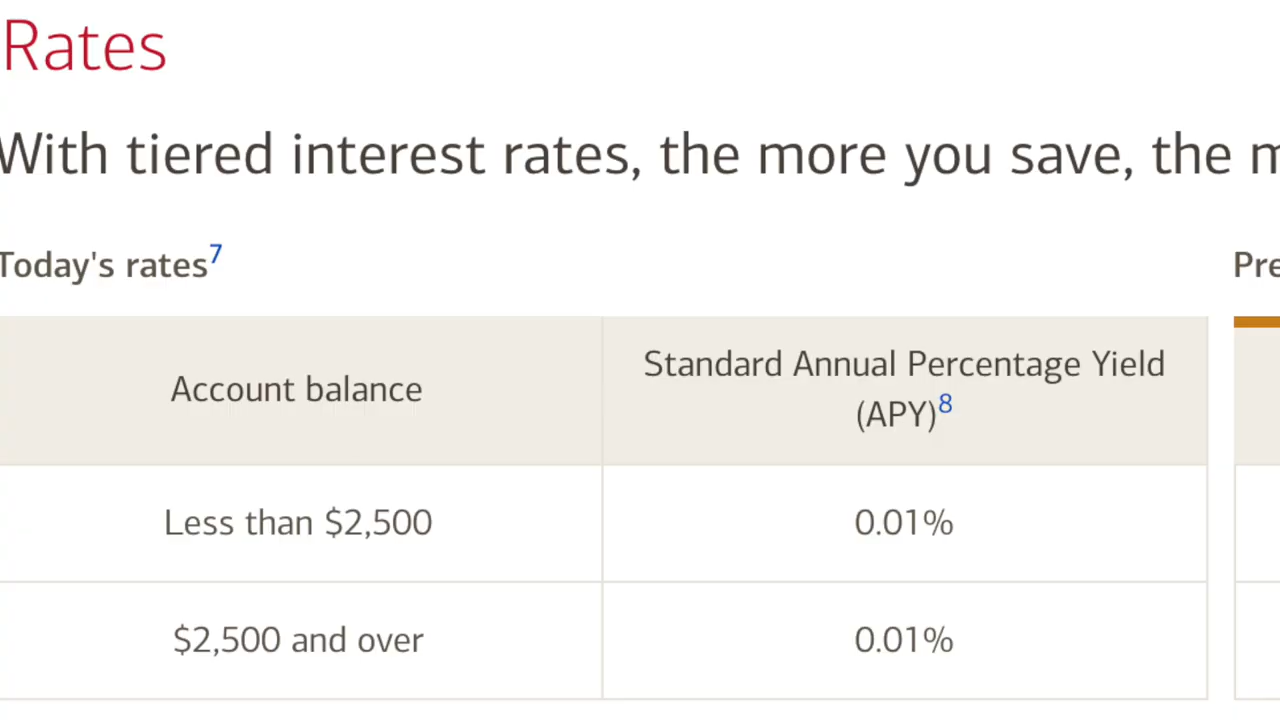 Rates
With tiered interest rates, the more you save, the
Today's rates7
Account balance
Standard Annual Percentage Yield
(APY)8
Less than $2,500
0.01%
$2,500 and over
0.01%